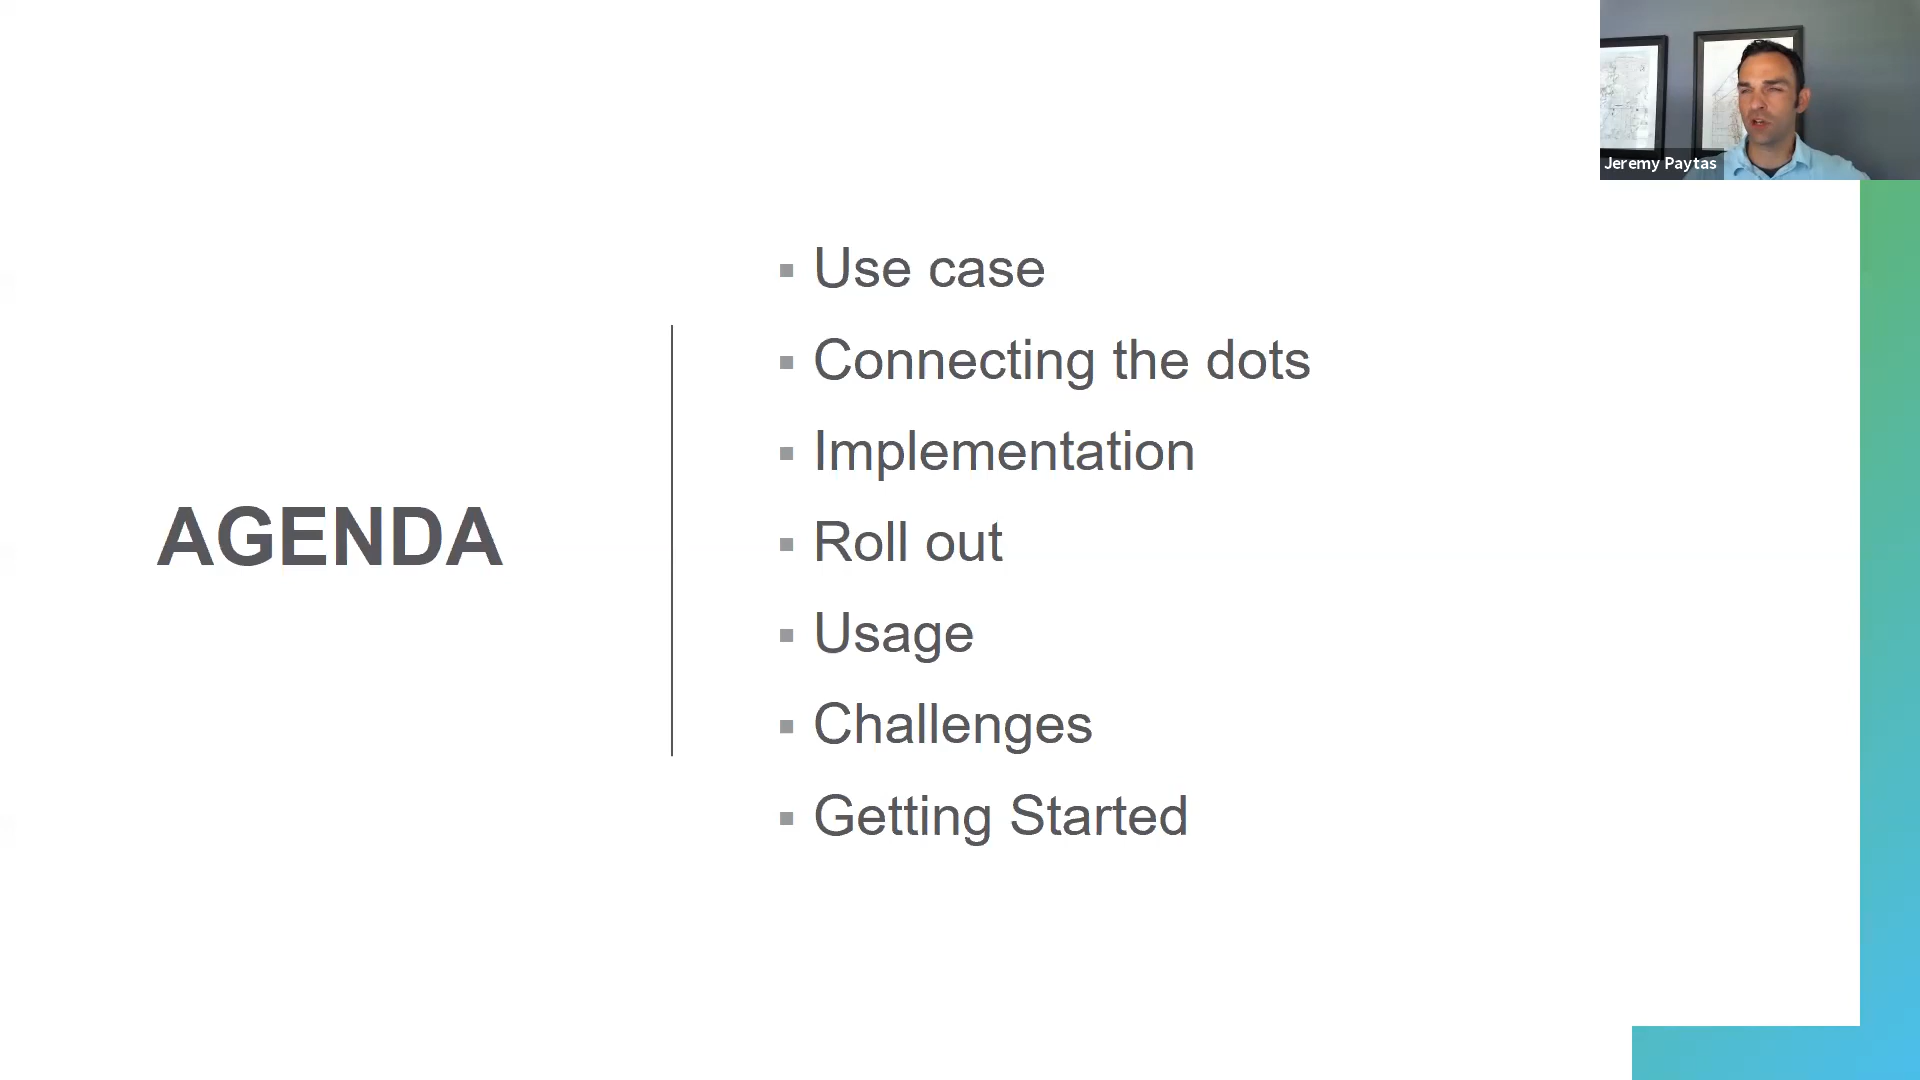 Jeremy Paytas
AGENDA
Use case
Connecting the dots
Implementation
Roll out
Usage
Challenges
Getting Started